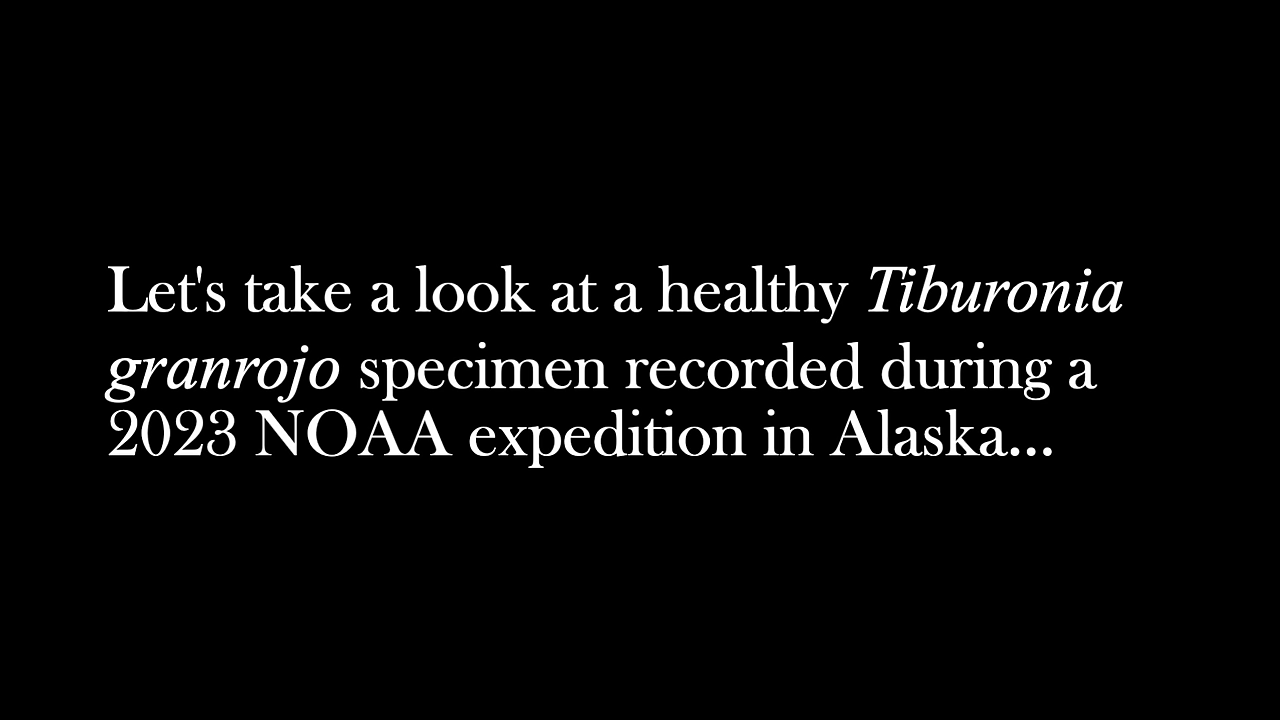 Let's take a look at a healthy Tiburonia
granrojo specimen recorded during a
2023 NOAA expedition in Alaska...